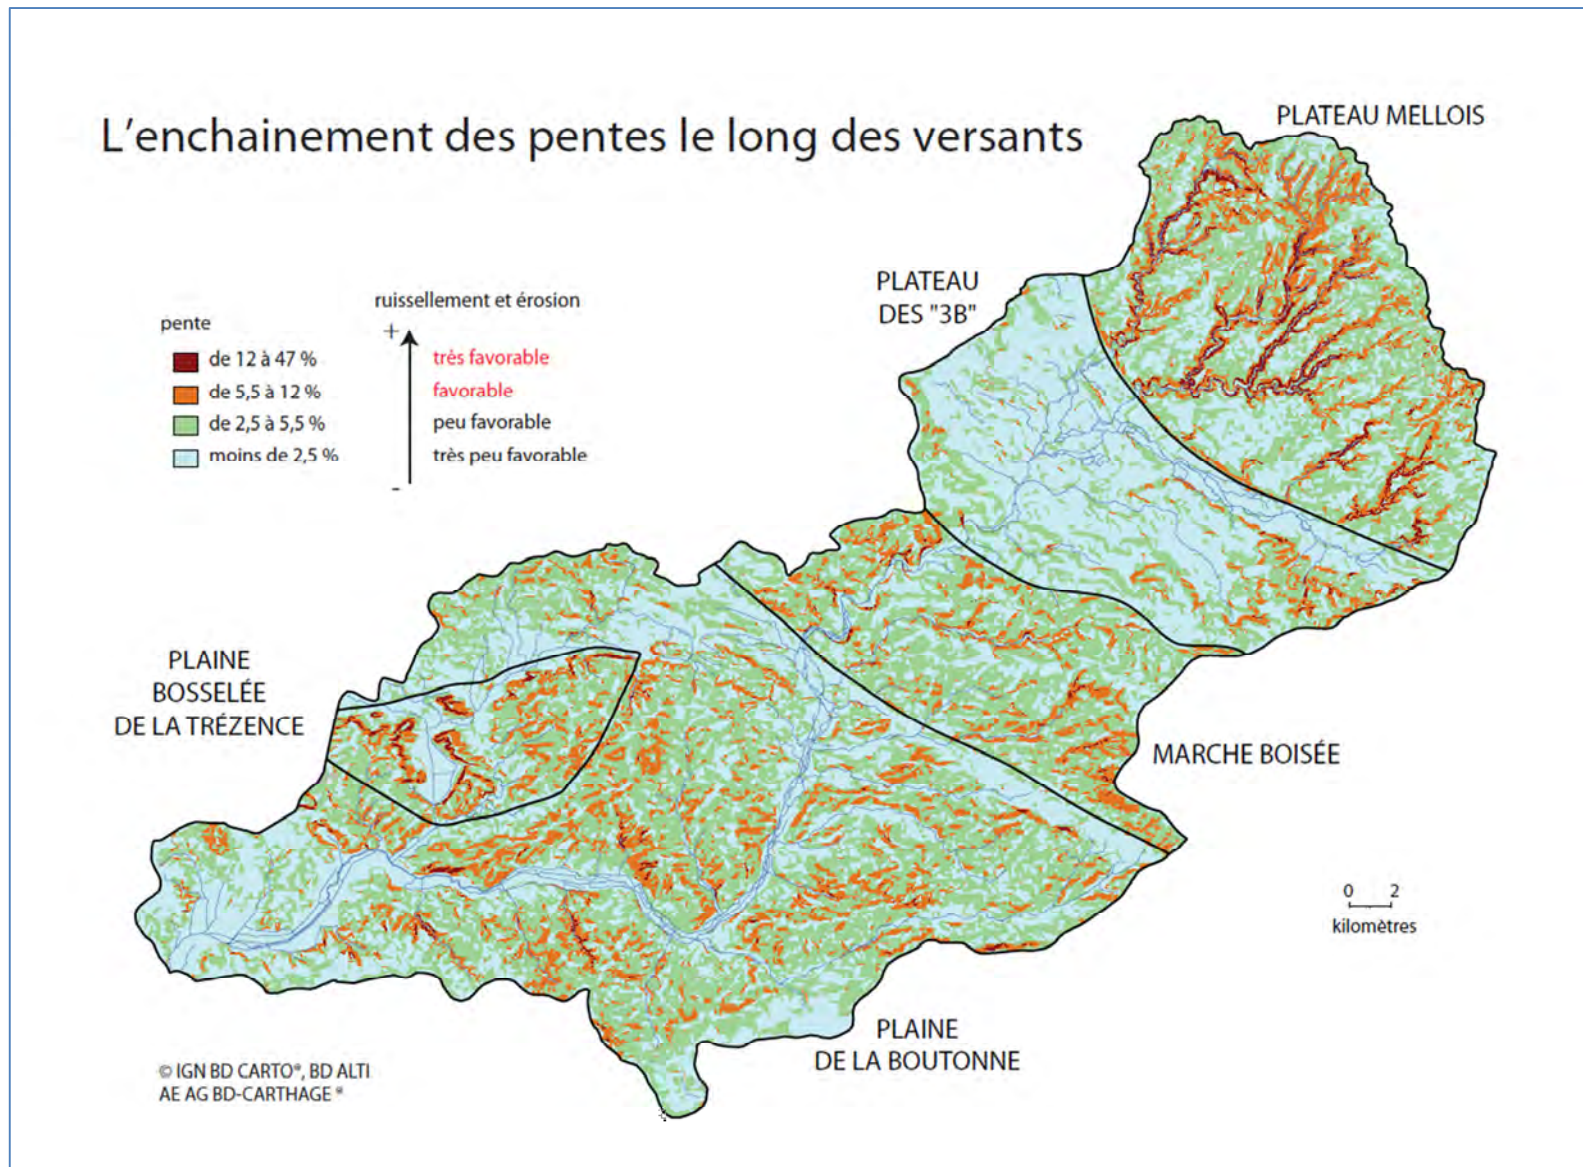 L'enchainement des pentes le long des versants
PLATEAU MELLOIS
PLATEAU
DES "3B"
ruissellement et érosion
pente
+
de 12 à 47 %
très favorable
de 5,5 à 12 %
favorable
de 2,5 à 5,5 %
peu favorable
moins de 2,5 %
très peu favorable
-
PLAINE
BOSSELÉE
DE LA TRÉZENCE
MARCHE BOISÉE
0 2
kilomètres
PLAINE
DE LA BOUTONNE
© IGN BD CARTO®, BD ALTI
AE AG BD-CARTHAGE ®